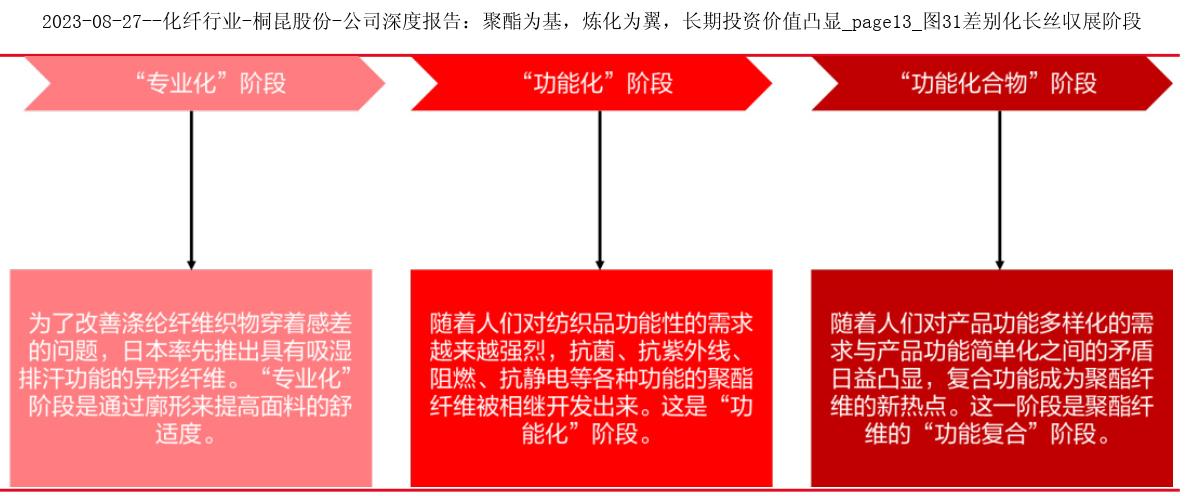 2023-08-27--化纤行业-桐昆股份-公司深度报告：聚酯为基，炼化为翼，长期投资价值凸显_page13_图31差别化长丝収展阶段
“专业化”阶段
“功能化”阶段
“功能化合物”阶段
为了改善涤纶纤维织物穿着感差
的问题，日本率先推出具有吸湿
排汗功能的异形纤维。“专业化”
阶段是通过廓形来提高面料的舒
适度。
随着人们对纺织品功能性的需求
越来越强烈，抗菌、抗紫外线、
阻燃、抗静电等各种功能的聚酯
纤维被相继开发出来。这是“功
能化”阶段。
随着人们对产品功能多样化的需
求与产品功能简单化之间的矛盾
日益凸显，复合功能成为聚酯纤
维的新热点。这一阶段是聚酯纤
维的“功能复合”阶段。